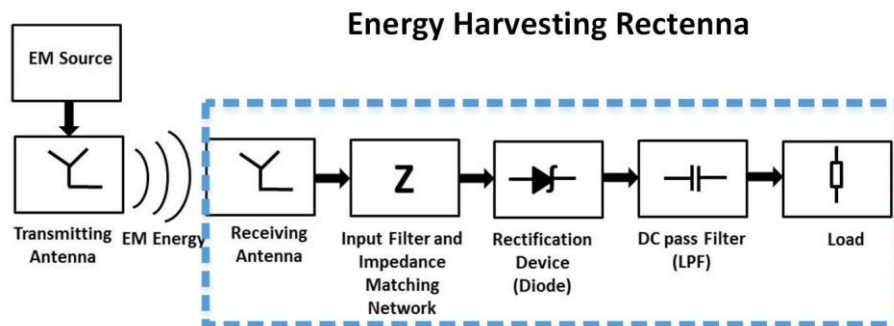 Energy Harvesting Rectenna
EM Source
Transmitting
Antenna
EM Energy
Receiving
Antenna
Z
Input Filter and
Impedance
Matching
Network
Rectification
Device
(Diode)
DC pass Filter
(LPF)
Load